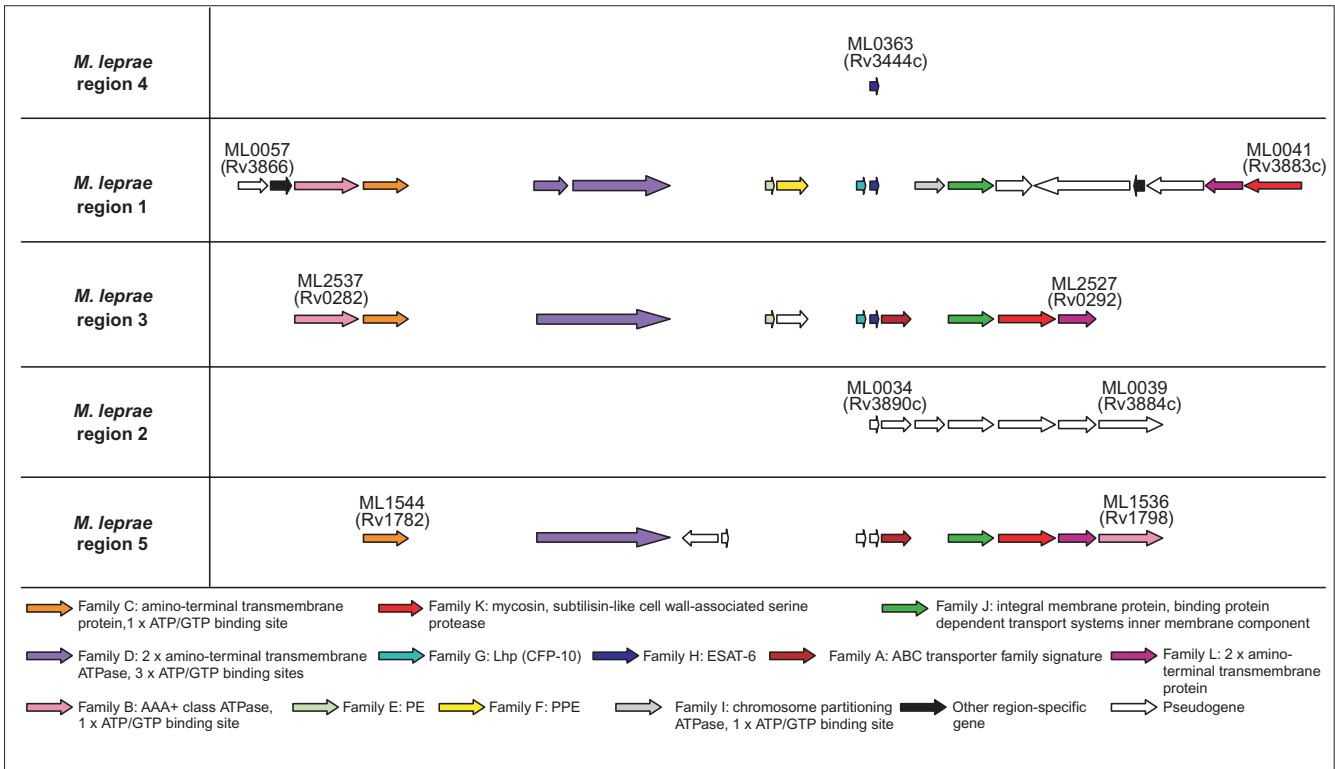 M. leprae
region 4
ML0363
(Rv3444c)
M. leprae
region 1
ML0057
(Rv3866)
ML0041
(Rv3883c)
M. leprae
region 3
ML2537
(Rv0282)
ML2527
(Rv0292)
M. leprae
region 2
ML0034
(Rv3890c)
ML0039
(Rv3884c)
M. leprae
region 5
ML1544
(Rv1782)
ML1536
(Rv1798)
Family C: amino-terminal transmembrane
protein,1 x ATP/GTP binding site
Family K: mycosin, subtilisin-like cell wall-associated serine
protease
Family J: integral membrane protein, binding protein
dependent transport systems inner membrane component
Family D: 2 x amino-terminal transmembrane
ATPase, 3 x ATP/GTP binding sites
Family G: Lhp (CFP-10)
Family H: ESAT-6
Family A: ABC transporter family signature
Family L: 2 x amino-
terminal transmembrane
protein
Family B: AAA+ class ATPase,
1 x ATP/GTP binding site
Family E: PE
Family F: PPE
Family I: chromosome partitioning
ATPase, 1 x ATP/GTP binding site
Other region-specific
gene
Pseudogene